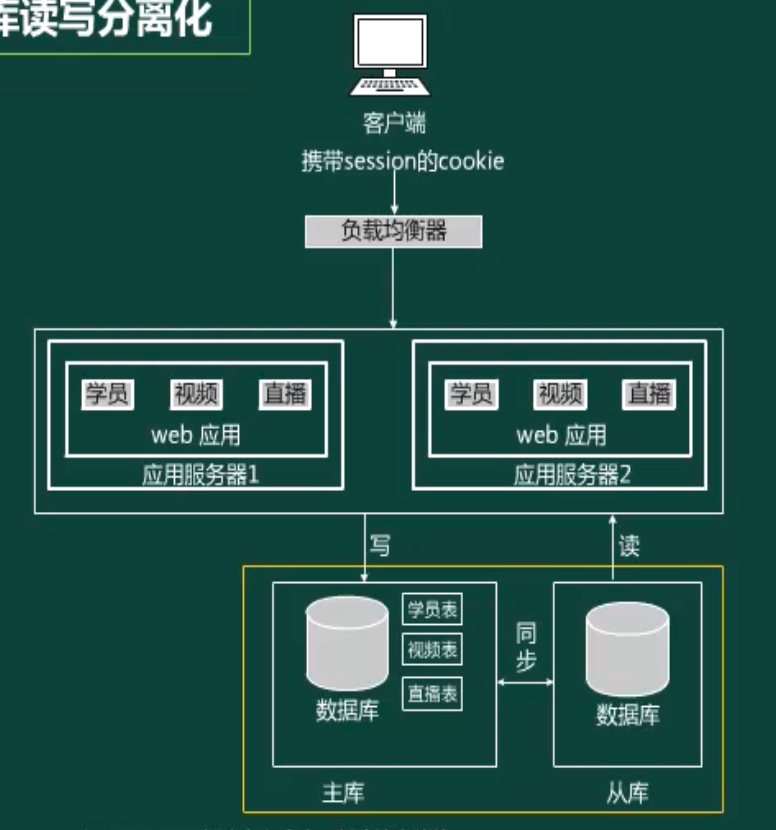 库读写分离化
客户端
携带session的cookie
负载均衡器
学员 视频 直播
web 应用
应用服务器1
学员 视频 直播
web 应用
应用服务器2
写
读
学员表
视频表
直播表
数据库
主库
同步
数据库
从库